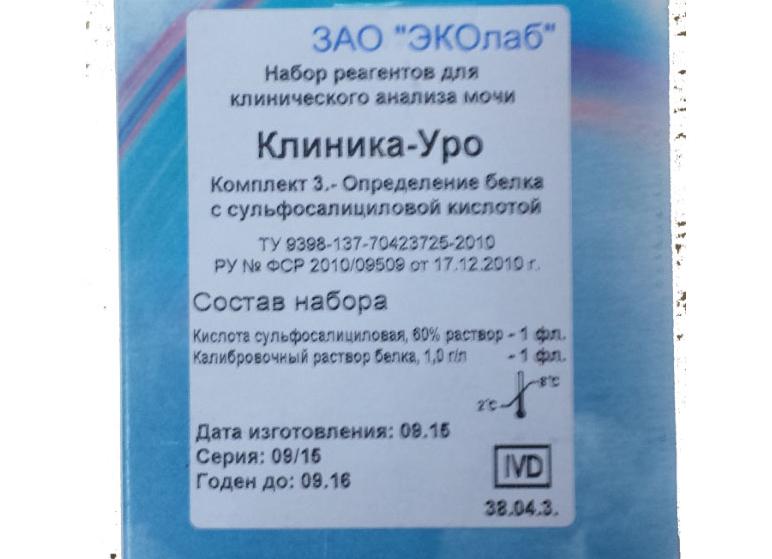 ЗАО "ЭКОлаб"
Набор реагентов для
клинического анализа мочи
Клиника-Уро
Комплект 3.- Определение белка
с сульфосалициловой кислотой
ТУ 9398-137-70423725-2010
РУ № ФСР 2010/09509 от 17.12.2010 г.
Состав набора
Кислота сульфосалициловая, 60% раствор - 1 фл.
Калибровочный раствор белка, 1,0 г/л - 1 фл.
8°C
2°C
Дата изготовления: 09.15
Серия: 09/15
Годен до: 09.16
IVD
38.04.3.